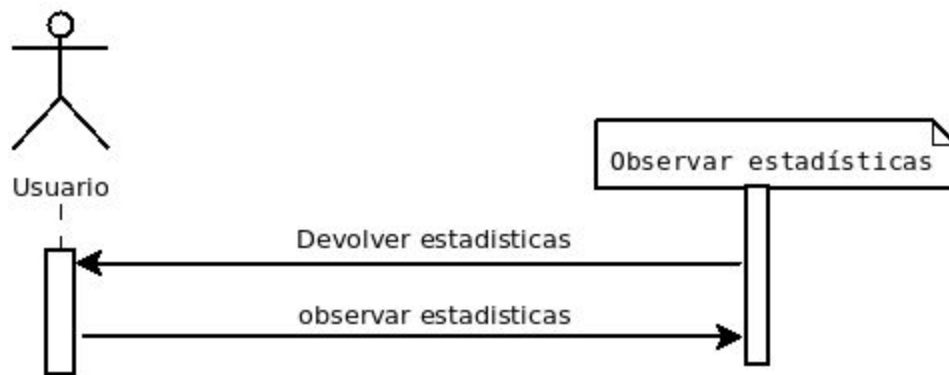 Usuario
Observar estadísticas
Devolver estadisticas
observar estadisticas